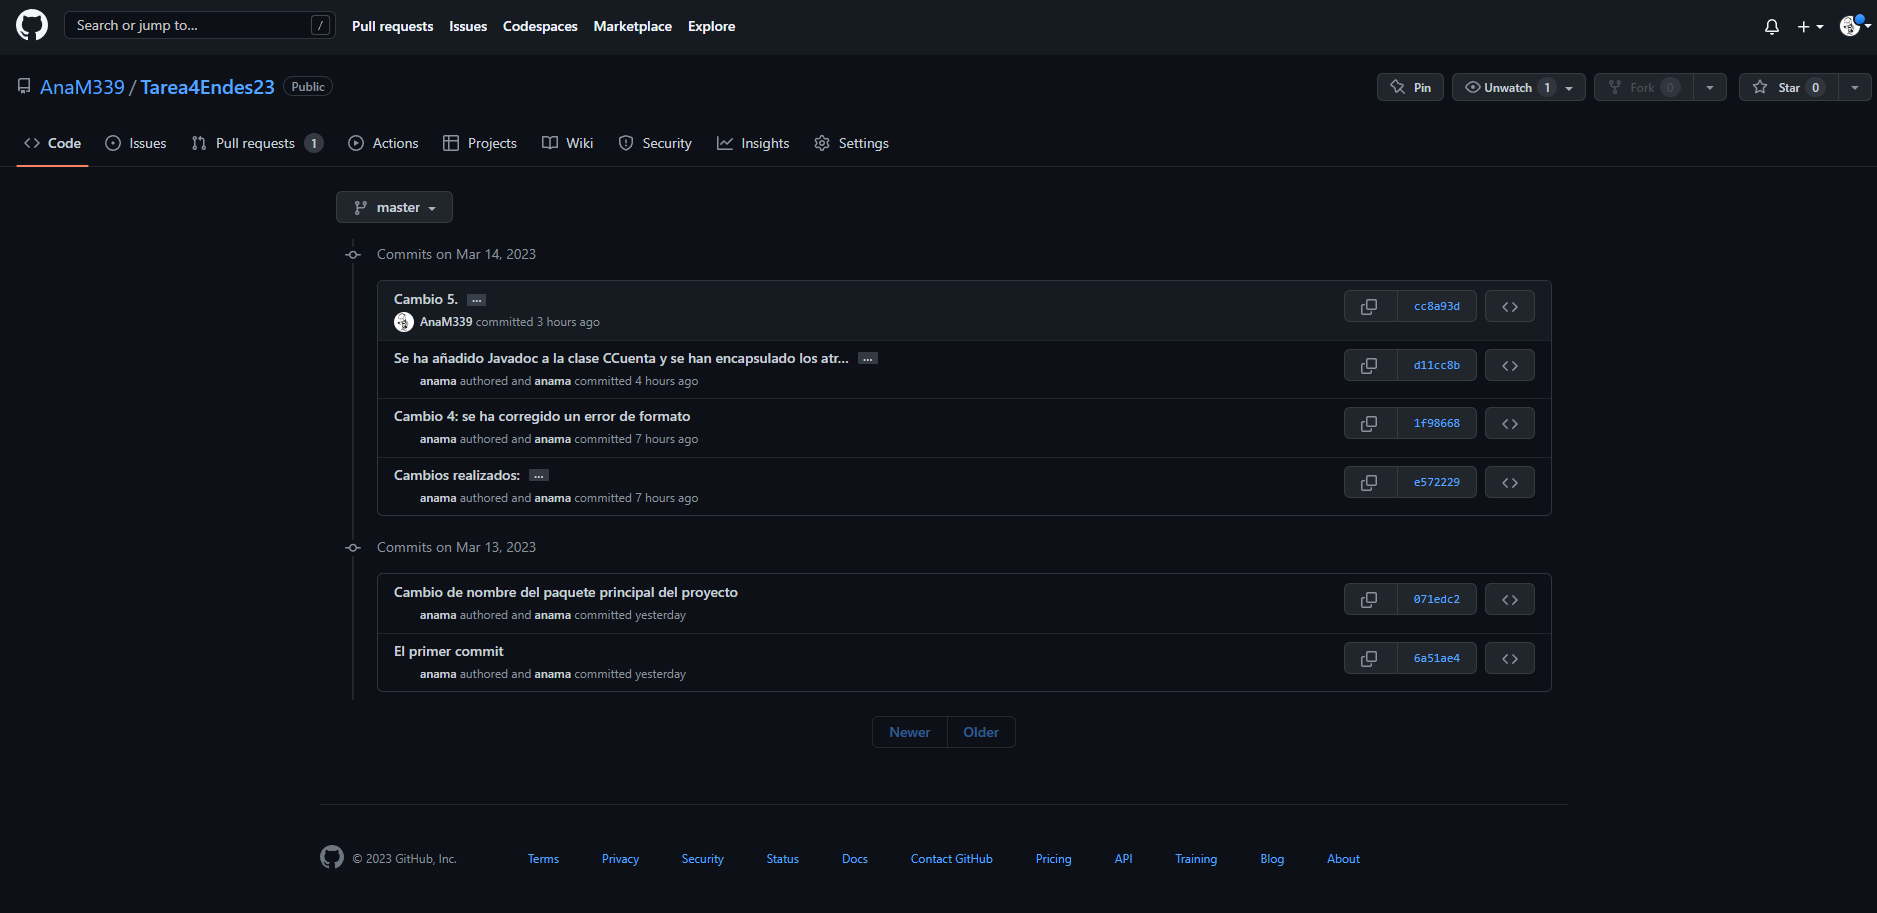 Search or jump to... /
Pull requests Issues Codespaces Marketplace Explore
AnaM339 / Tarea4Endes23 Public
Pin Unwatch 1 Fork 0 Star 0
Code Issues Pull requests 1 Actions Projects Wiki Security Insights Settings
master
Commits on Mar 14, 2023
Cambio 5. ...
cc8a93d
AnaM339 committed 3 hours ago
Se ha añadido Javadoc a la clase CCuenta y se han encapsulado los atr... ...
d11cc8b
anama authored and anama committed 4 hours ago
Cambio 4: se ha corregido un error de formato
1f98668
anama authored and anama committed 7 hours ago
Cambios realizados: ...
e572229
anama authored and anama committed 7 hours ago
Commits on Mar 13, 2023
Cambio de nombre del paquete principal del proyecto
071edc2
anama authored and anama committed yesterday
El primer commit
6a51ae4
anama authored and anama committed yesterday
Newer Older
© 2023 GitHub, Inc. Terms Privacy Security Status Docs Contact GitHub Pricing API Training Blog About